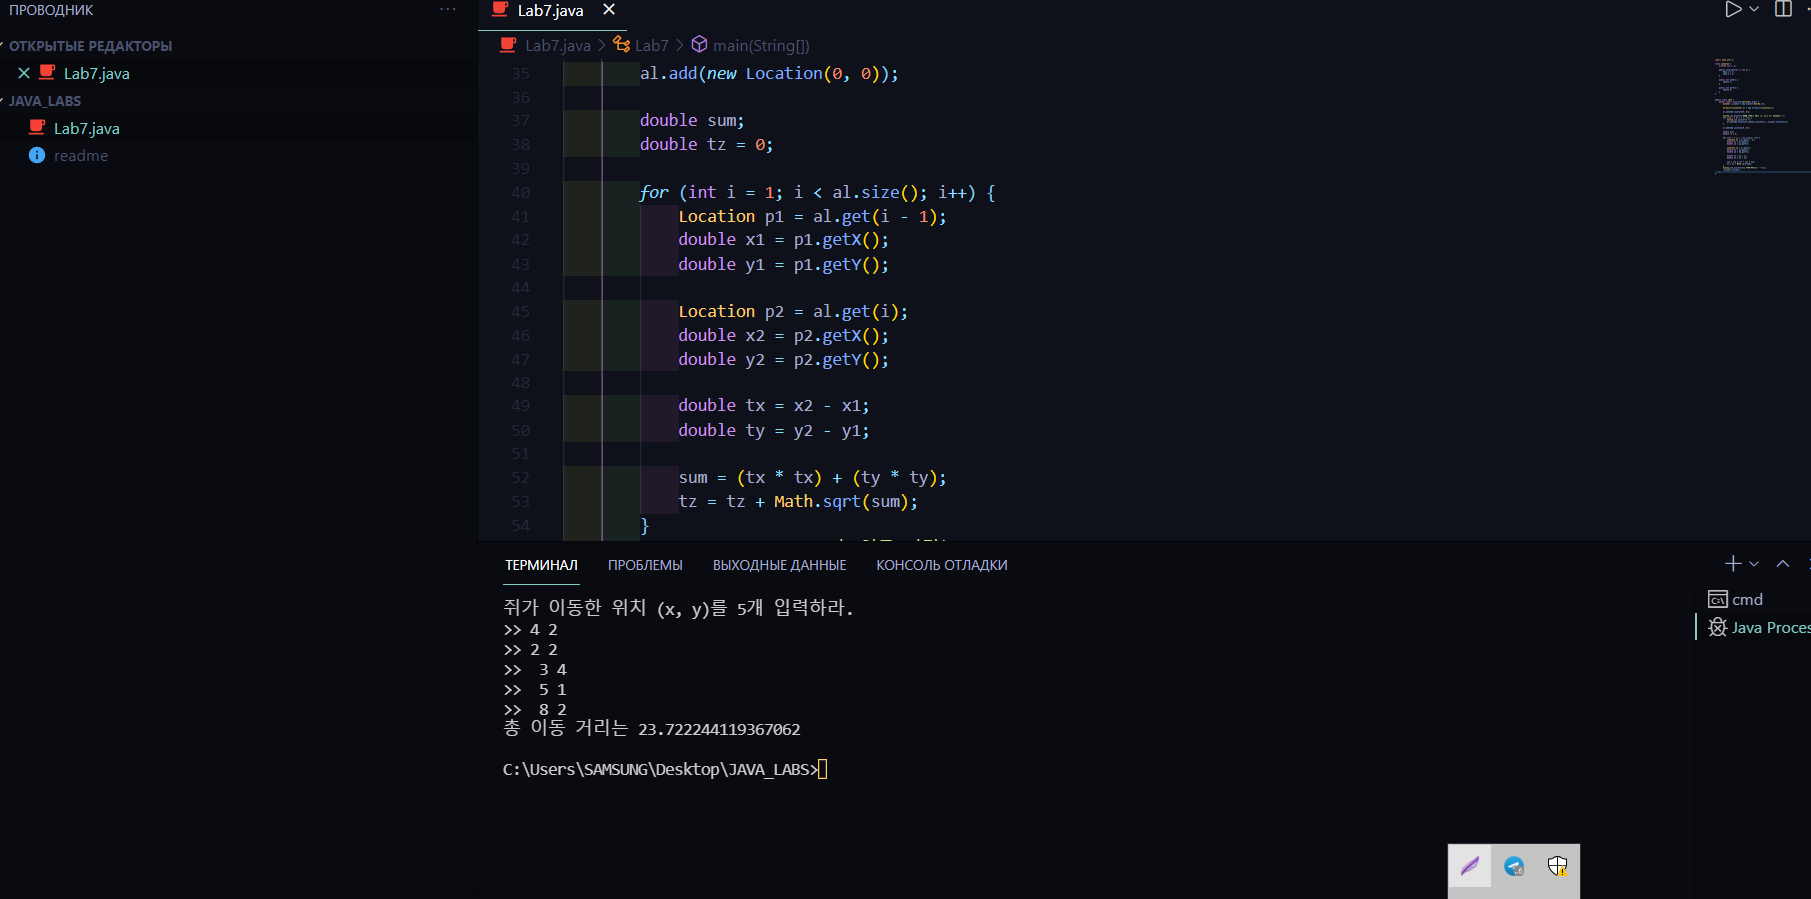 ПРОВОДНИК
ОТКРЫТЫЕ РЕДАКТОРЫ
Lab7.java
JAVA_LABS
Lab7.java
readme
Lab7.java
Lab7.java > Lab7 > main(String[])
35 al.add(new Location(0, 0));
36
37 double sum;
38 double tz = 0;
39
40 for (int i = 1; i < al.size(); i++) {
41 Location p1 = al.get(i - 1);
42 double x1 = p1.getX();
43 double y1 = p1.getY();
44
45 Location p2 = al.get(i);
46 double x2 = p2.getX();
47 double y2 = p2.getY();
48
49 double tx = x2 - x1;
50 double ty = y2 - y1;
51
52 sum = (tx * tx) + (ty * ty);
53 tz = tz + Math.sqrt(sum);
54 }
ТЕРМИНАЛ ПРОБЛЕМЫ ВЫХОДНЫЕ ДАННЫЕ КОНСОЛЬ ОТЛАДКИ
쥐가 이동한 위치 (x, y)를 5개 입력하라.
>> 4 2
>> 2 2
>>  3 4
>>  5 1
>>  8 2
총 이동 거리는 23.722244119367062
C:\Users\SAMSUNG\Desktop\JAVA_LABS>
cmd
Java Proces